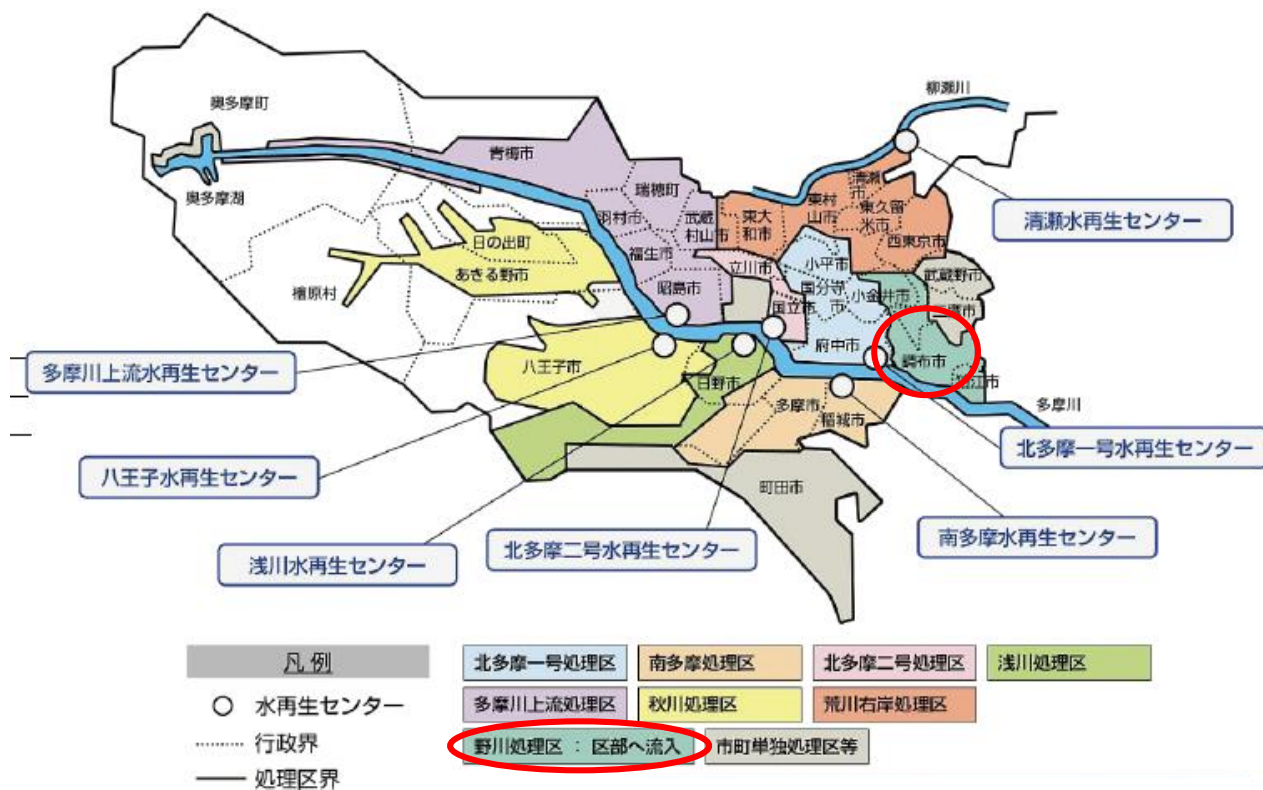 柳瀬川
奥多摩町
青梅市
清瀬市
東村山市
東久留米市
瑞穂町
奥多摩湖
羽村市
武蔵村山市
東大和市
清瀬水再生センター
西東京市
日の出町
福生市
立川市
小平市
武蔵野市
あきる野市
国分寺市
小金井市
檜原村
昭島市
国立市
三鷹市
府中市
調布市
多摩川上流水再生センター
八王子市
日野市
狛江市
多摩市
稲城市
多摩川
北多摩一号水再生センター
八王子水再生センター
町田市
南多摩水再生センター
北多摩二号水再生センター
浅川水再生センター
凡例
水再生センター
行政界
処理区界
北多摩一号処理区
南多摩処理区
北多摩二号処理区
浅川処理区
多摩川上流処理区
秋川処理区
荒川右岸処理区
野川処理区 : 区部へ流入
市町単独処理区等